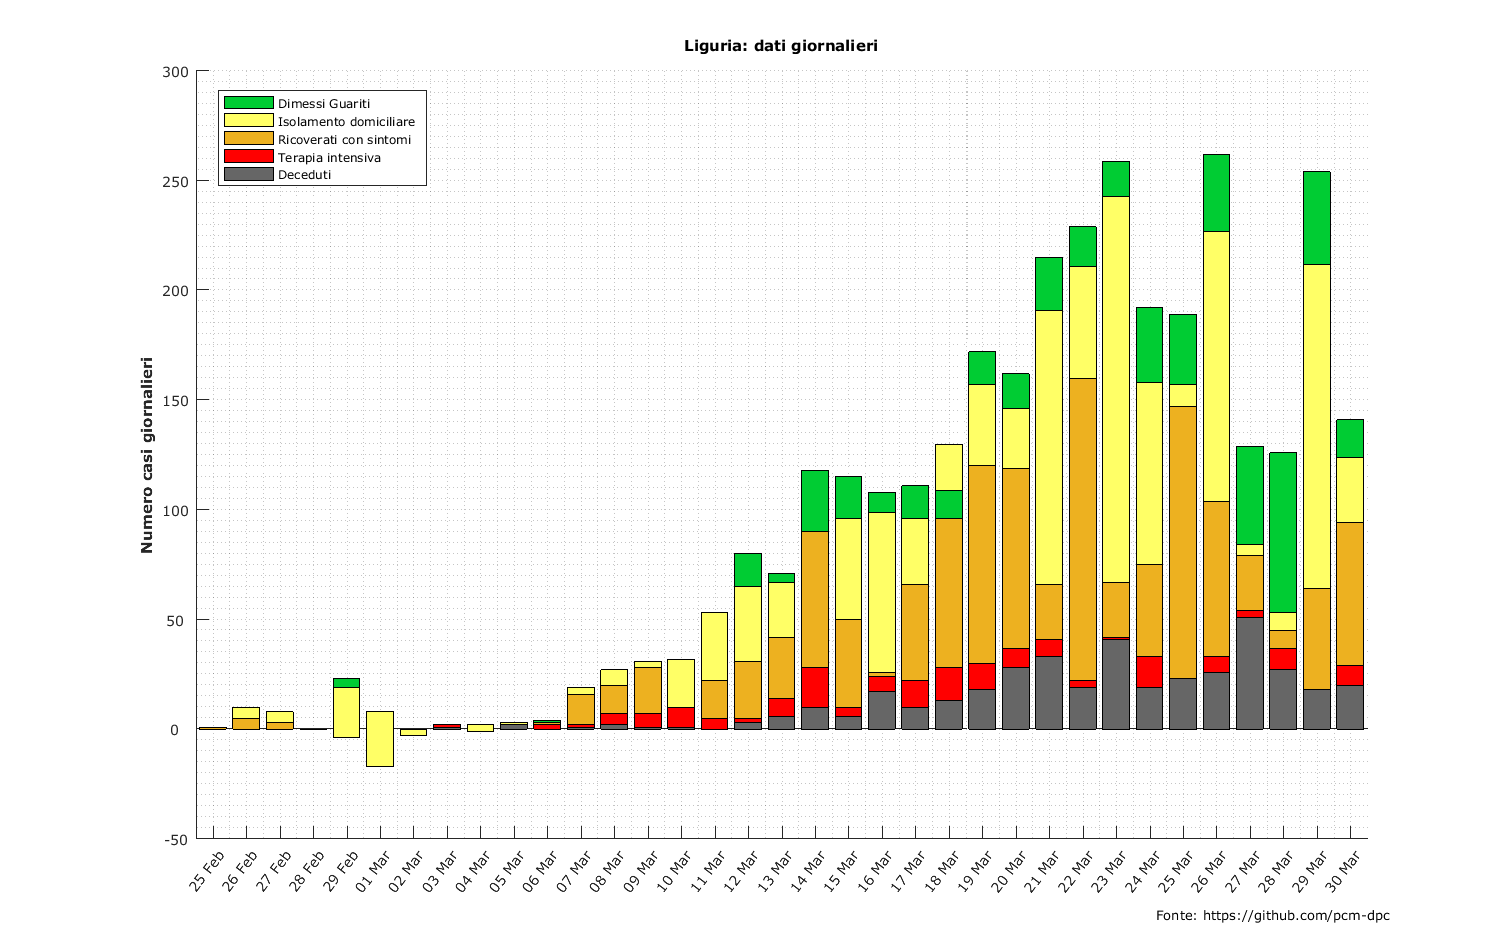 Liguria: dati giornalieri
300
250
200
150
100
50
0
-50
Numero casi giornalieri
Dimessi Guariti
Isolamento domiciliare
Ricoverati con sintomi
Terapia intensiva
Deceduti
25 Feb
26 Feb
27 Feb
28 Feb
29 Feb
01 Mar
02 Mar
03 Mar
04 Mar
05 Mar
06 Mar
07 Mar
08 Mar
09 Mar
10 Mar
11 Mar
12 Mar
13 Mar
14 Mar
15 Mar
16 Mar
17 Mar
18 Mar
19 Mar
20 Mar
21 Mar
22 Mar
23 Mar
24 Mar
25 Mar
26 Mar
27 Mar
28 Mar
29 Mar
30 Mar
Fonte: https://github.com/pcm-dpc